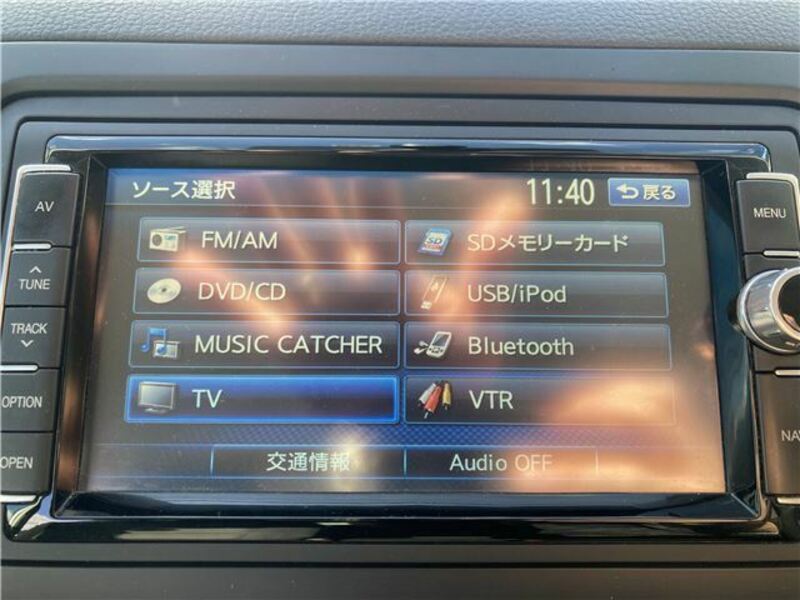 ソース選択 11:40 戻る
AV
MENU
FM/AM SDメモリーカード
SD
TUNE
DVD/CD USB/iPod
TRACK
MUSIC CATCHER Bluetooth
OPTION
TV VTR
OPEN
交通情報 Audio OFF